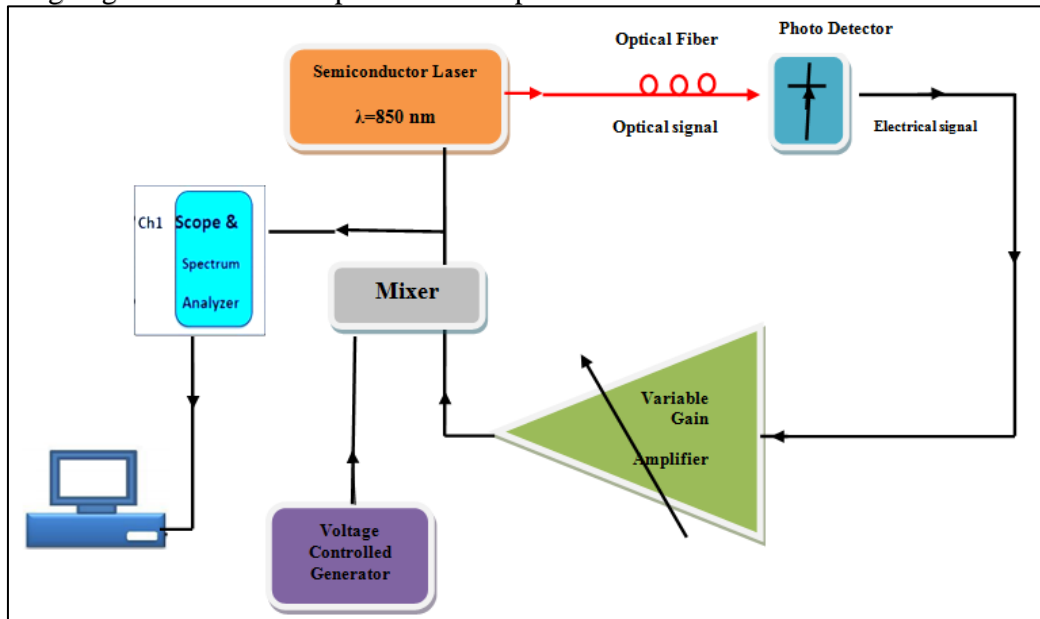 Photo Detector
Optical Fiber
Semiconductor Laser
λ=850 nm
Optical signal
Electrical signal
Ch1
Scope &
Spectrum
Analyzer
Mixer
Variable
Gain
Amplifier
Voltage
Controlled
Generator